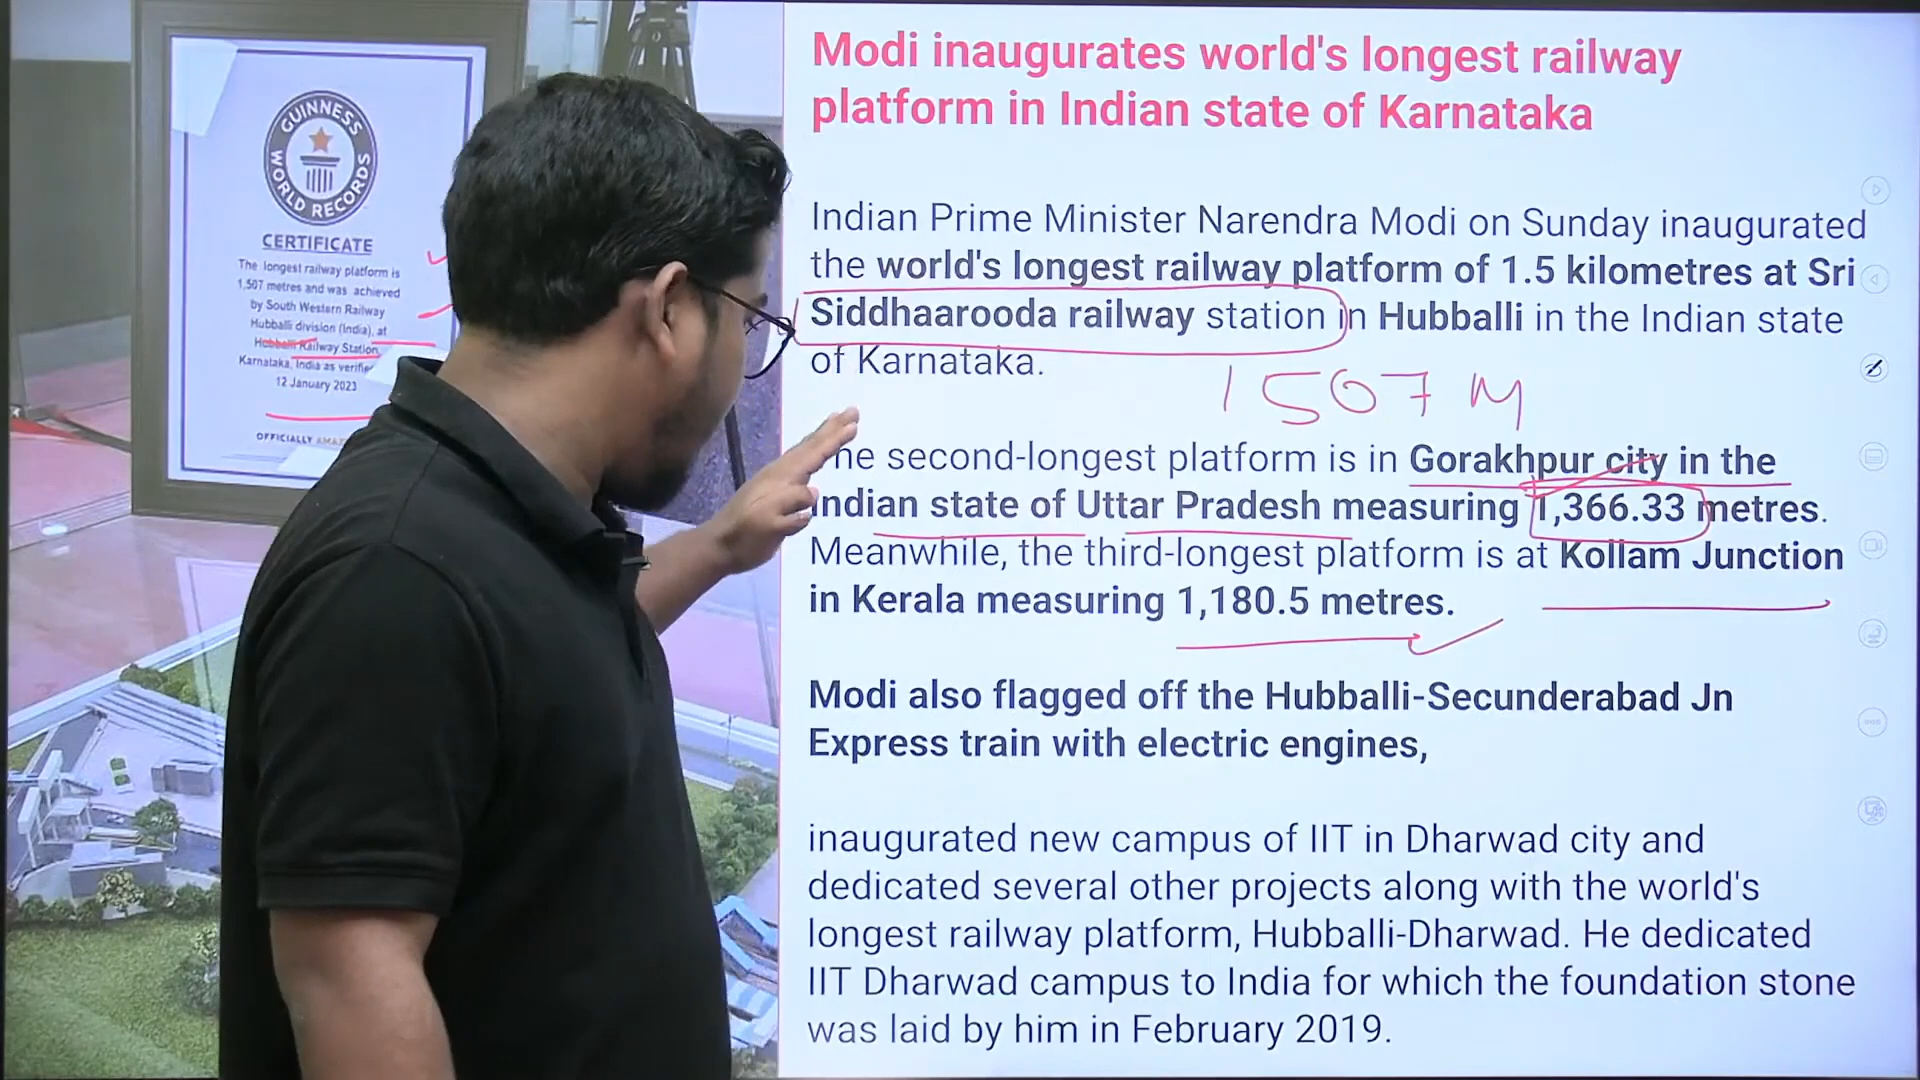 GUINNESS
WORLD RECORDS
CERTIFICATE
The longest railway platform is
1,507 metres and was achieved
by South Western Railway
Hubballi division (India), at
Hubballi Railway Station,
Karnataka, India as
12 January 2023
OFFICIALLY
Modi inaugurates world's longest railway
platform in Indian state of Karnataka
Indian Prime Minister Narendra Modi on Sunday inaugurated
the world's longest railway platform of 1.5 kilometres at Sri
Siddhaarooda railway station in Hubballi in the Indian state
of Karnataka.
1507 M
he second-longest platform is in Gorakhpur city in the
Indian state of Uttar Pradesh measuring 1,366.33 metres.
Meanwhile, the third-longest platform is at Kollam Junction
in Kerala measuring 1,180.5 metres.
Modi also flagged off the Hubballi-Secunderabad Jn
Express train with electric engines,
inaugurated new campus of IIT in Dharwad city and
dedicated several other projects along with the world's
longest railway platform, Hubballi-Dharwad. He dedicated
IIT Dharwad campus to India for which the foundation stone
was laid by him in February 2019.